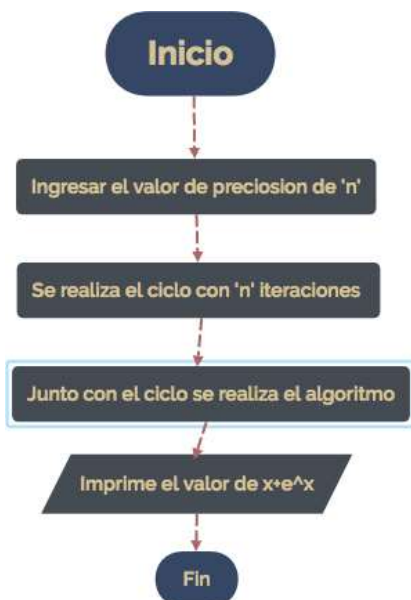 Inicio
Ingresar el valor de preciosion de 'n'
Se realiza el ciclo con 'n' iteraciones
Junto con el ciclo se realiza el algoritmo
Imprime el valor de x+e^x
Fin